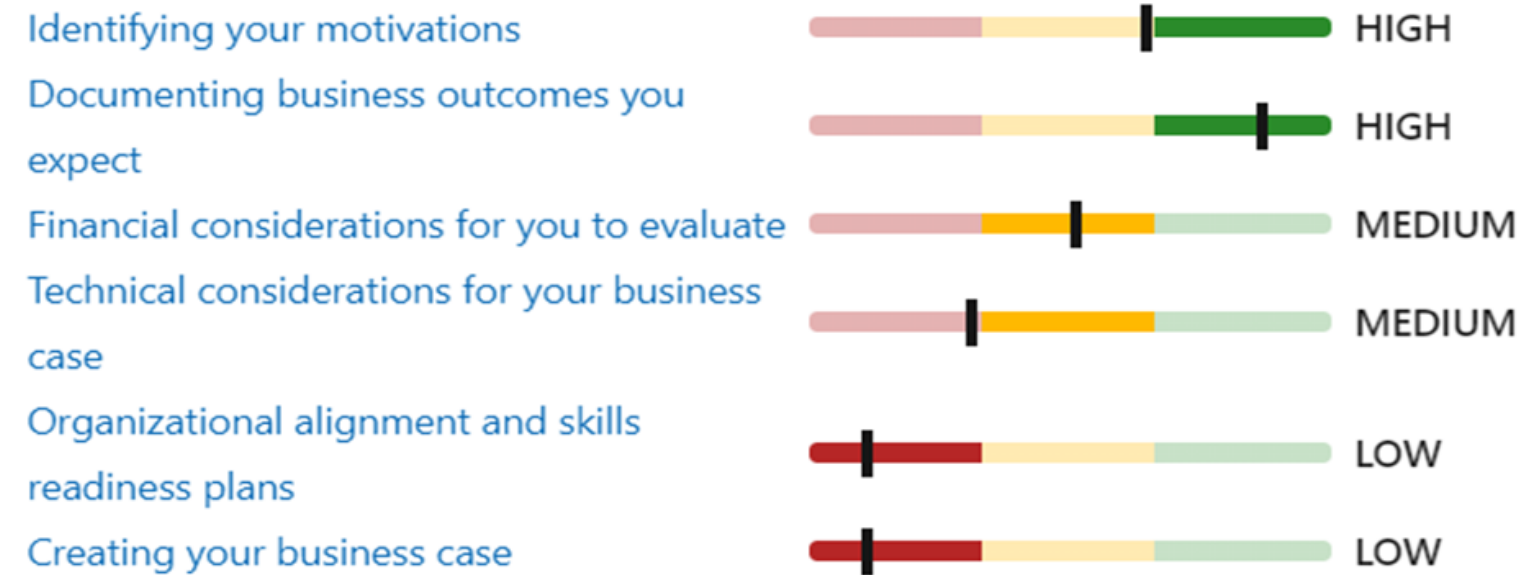 Identifying your motivations HIGH
Documenting business outcomes you
expect HIGH
Financial considerations for you to evaluate MEDIUM
Technical considerations for your business
case MEDIUM
Organizational alignment and skills
readiness plans LOW
Creating your business case LOW